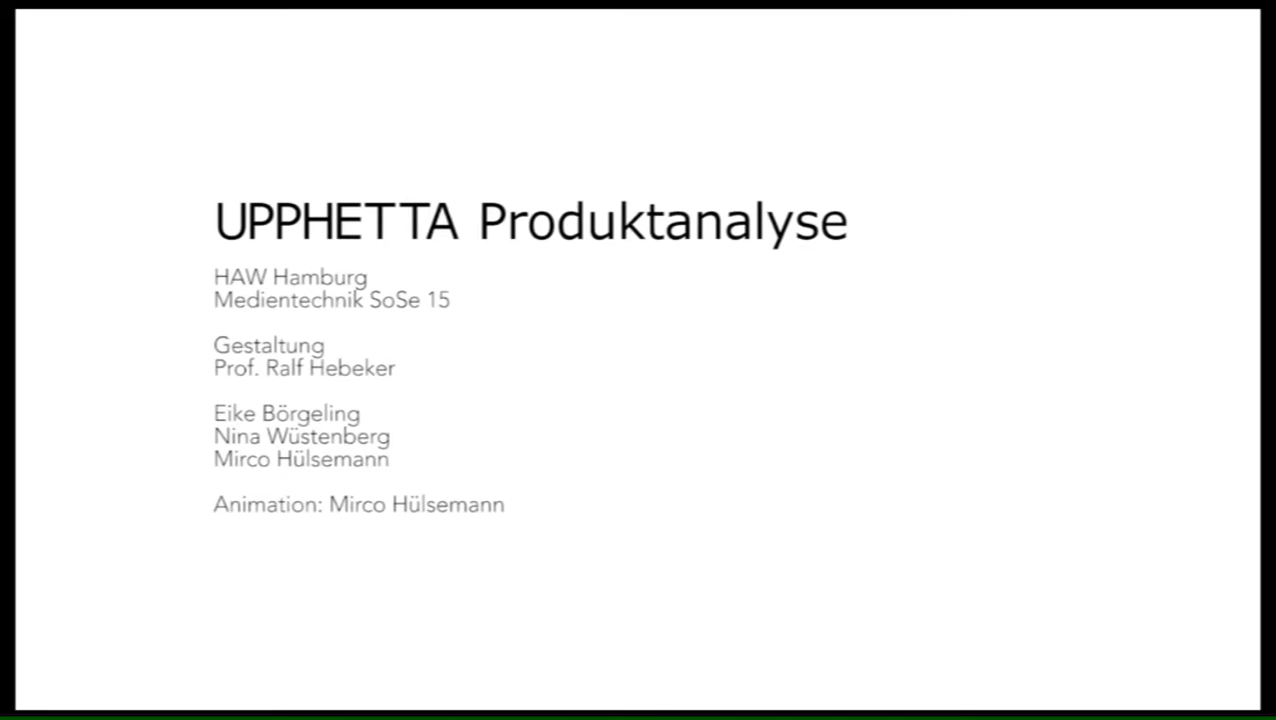 UPPHETTA Produktanalyse
HAW Hamburg
Medientechnik SoSe 15
Gestaltung
Prof. Ralf Hebeker
Eike Börgeling
Nina Wüstenberg
Mirco Hülsemann
Animation: Mirco Hülsemann